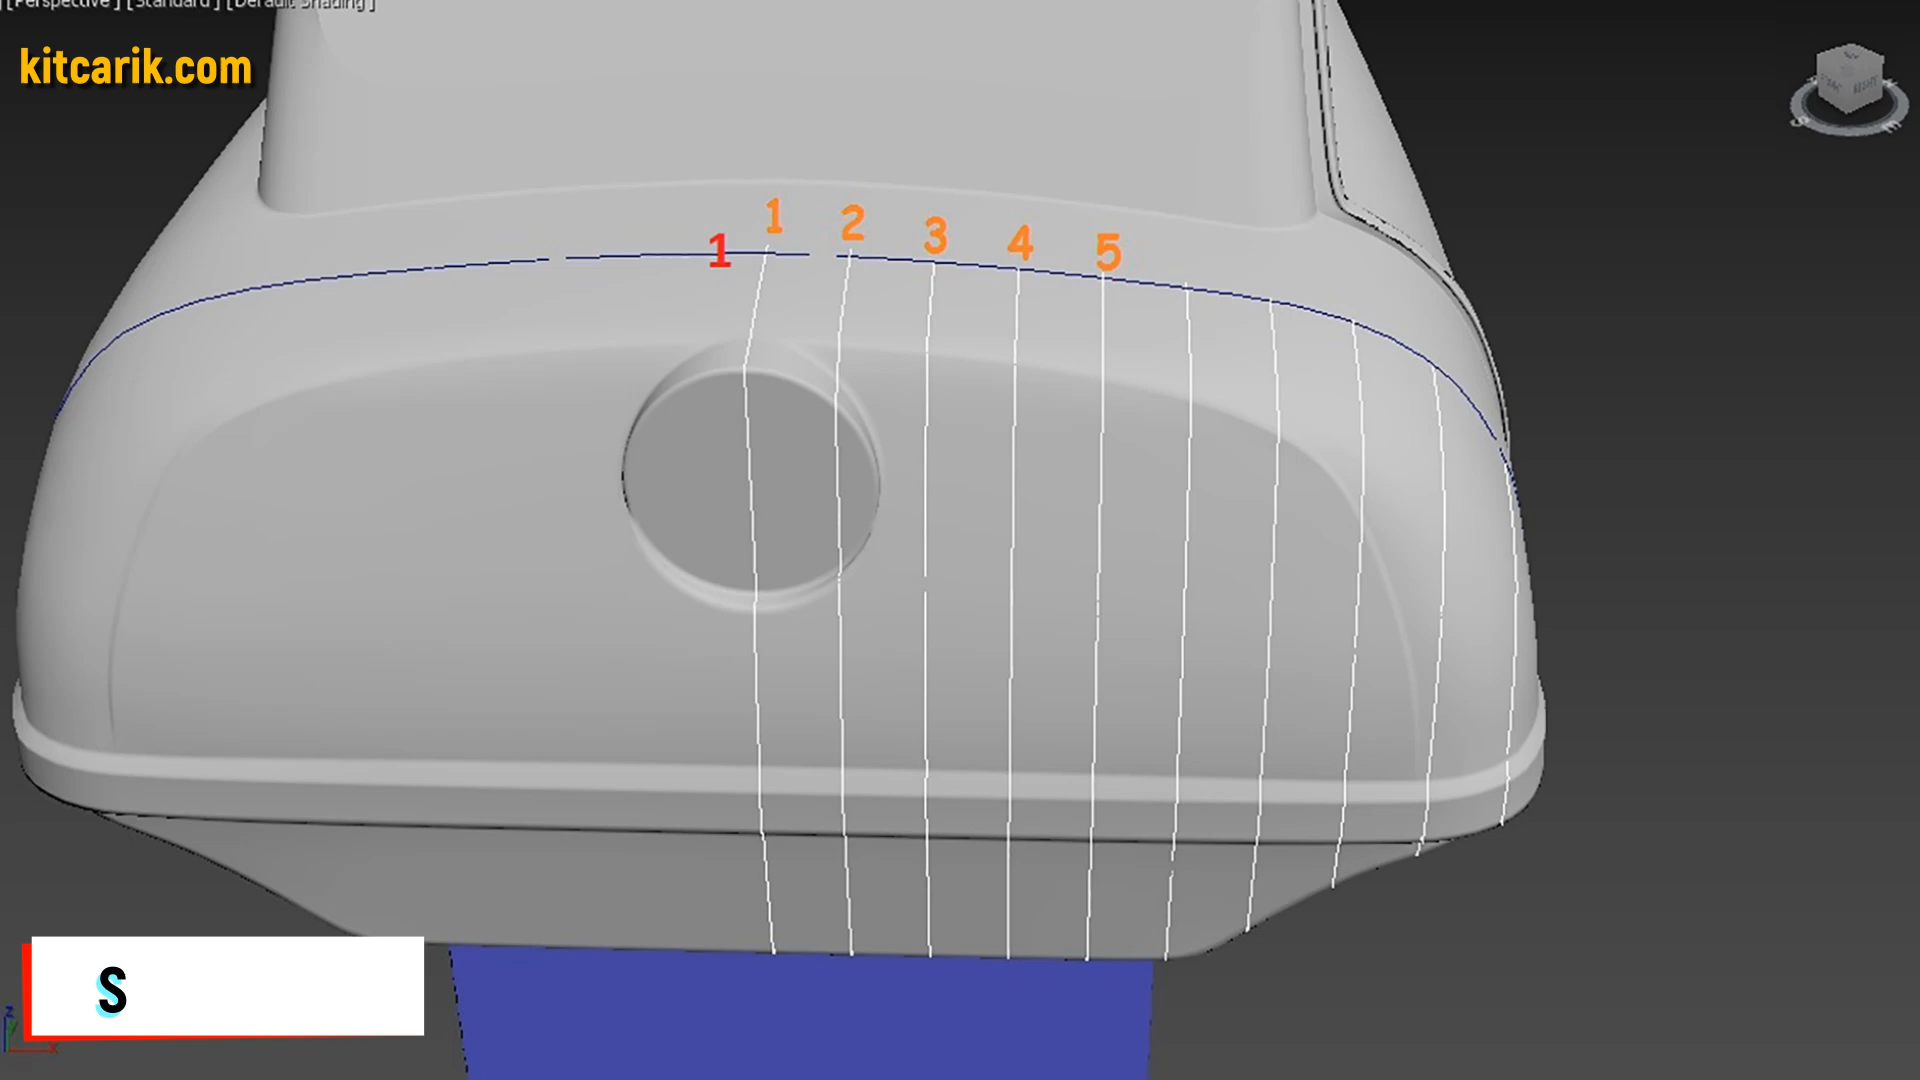 [Perspective] [Standard] [Default Shading]
kitcarik.com
1 2 3 4 5
1
S